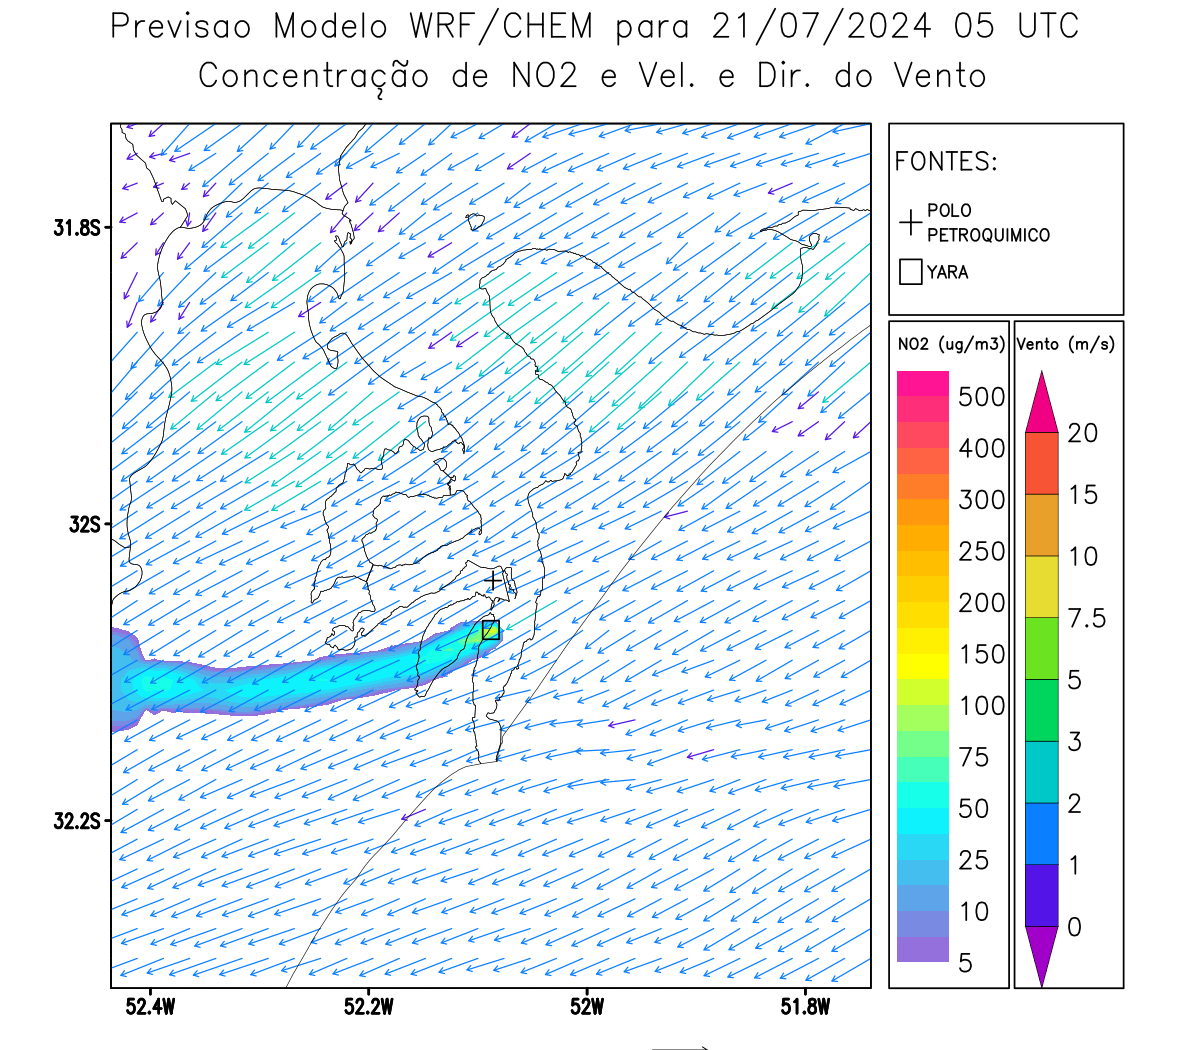 Previsao Modelo WRF/CHEM para 21/07/2024 05 UTC
Concentração de NO2 e Vel. e Dir. do Vento
FONTES:
POLO
PETROQUIMICO
YARA
NO2 (ug/m3)
500
400
300
250
200
150
100
75
50
25
10
5
Vento (m/s)
20
15
10
7.5
5
3
2
1
0
31.8S
32S
32.2S
52.4W
52.2W
52W
51.8W